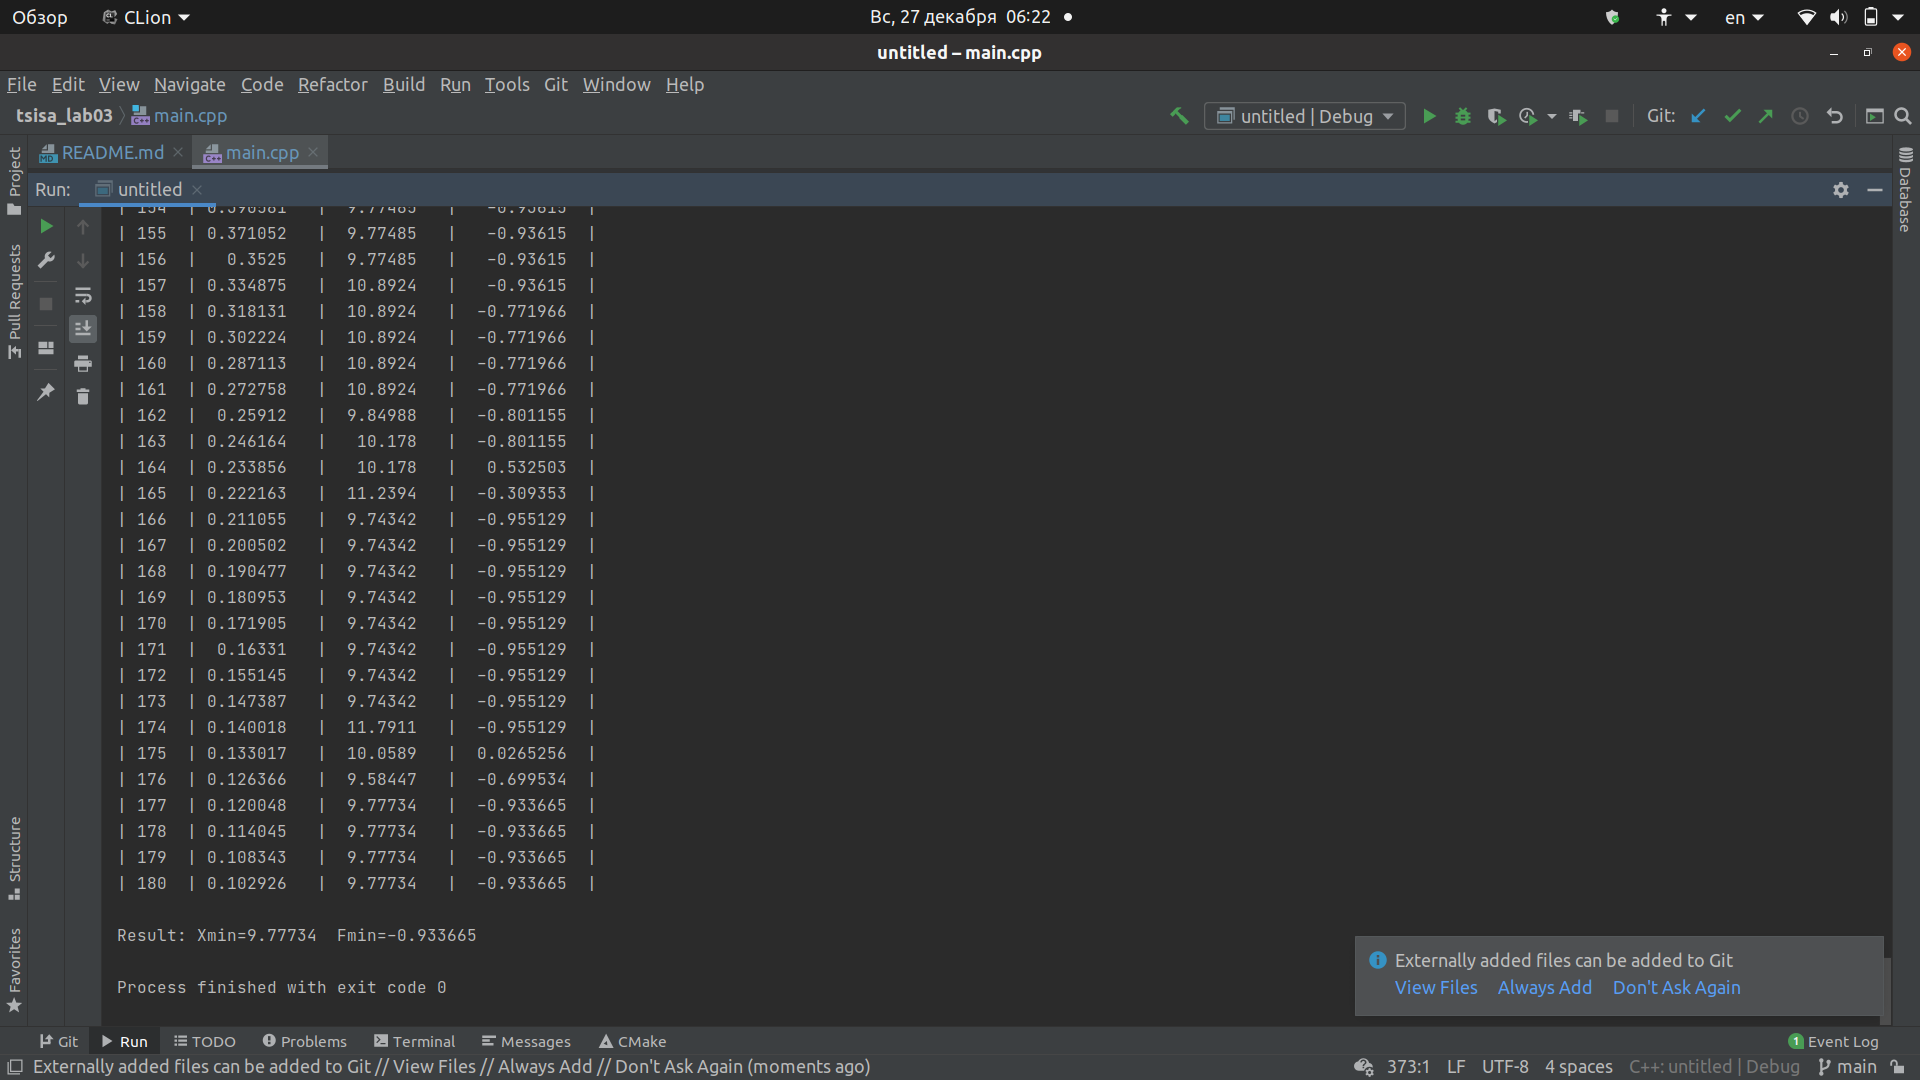 Обзор CLion Вс, 27 декабря 06:22 en
untitled – main.cpp
File Edit View Navigate Code Refactor Build Run Tools Git Window Help
tsisa_lab03 main.cpp untitled | Debug Git:
README.md main.cpp
Run: untitled
Project
Pull Requests
Structure
Favorites
Database
| 154 | 0.390581 | 9.77485 | -0.93615 |
| 155 | 0.371052 | 9.77485 | -0.93615 |
| 156 | 0.3525 | 9.77485 | -0.93615 |
| 157 | 0.334875 | 10.8924 | -0.93615 |
| 158 | 0.318131 | 10.8924 | -0.771966 |
| 159 | 0.302224 | 10.8924 | -0.771966 |
| 160 | 0.287113 | 10.8924 | -0.771966 |
| 161 | 0.272758 | 10.8924 | -0.771966 |
| 162 | 0.25912 | 9.84988 | -0.801155 |
| 163 | 0.246164 | 10.178 | -0.801155 |
| 164 | 0.233856 | 10.178 | 0.532503 |
| 165 | 0.222163 | 11.2394 | -0.309353 |
| 166 | 0.211055 | 9.74342 | -0.955129 |
| 167 | 0.200502 | 9.74342 | -0.955129 |
| 168 | 0.190477 | 9.74342 | -0.955129 |
| 169 | 0.180953 | 9.74342 | -0.955129 |
| 170 | 0.171905 | 9.74342 | -0.955129 |
| 171 | 0.16331 | 9.74342 | -0.955129 |
| 172 | 0.155145 | 9.74342 | -0.955129 |
| 173 | 0.147387 | 9.74342 | -0.955129 |
| 174 | 0.140018 | 11.7911 | -0.955129 |
| 175 | 0.133017 | 10.0589 | 0.0265256 |
| 176 | 0.126366 | 9.58447 | -0.699534 |
| 177 | 0.120048 | 9.77734 | -0.933665 |
| 178 | 0.114045 | 9.77734 | -0.933665 |
| 179 | 0.108343 | 9.77734 | -0.933665 |
| 180 | 0.102926 | 9.77734 | -0.933665 |
Result: Xmin=9.77734 Fmin=-0.933665
Process finished with exit code 0
Externally added files can be added to Git
View Files Always Add Don't Ask Again
Git Run TODO Problems Terminal Messages CMake 1 Event Log
Externally added files can be added to Git // View Files // Always Add // Don't Ask Again (moments ago) 373:1 LF UTF-8 4 spaces C++: untitled | Debug main